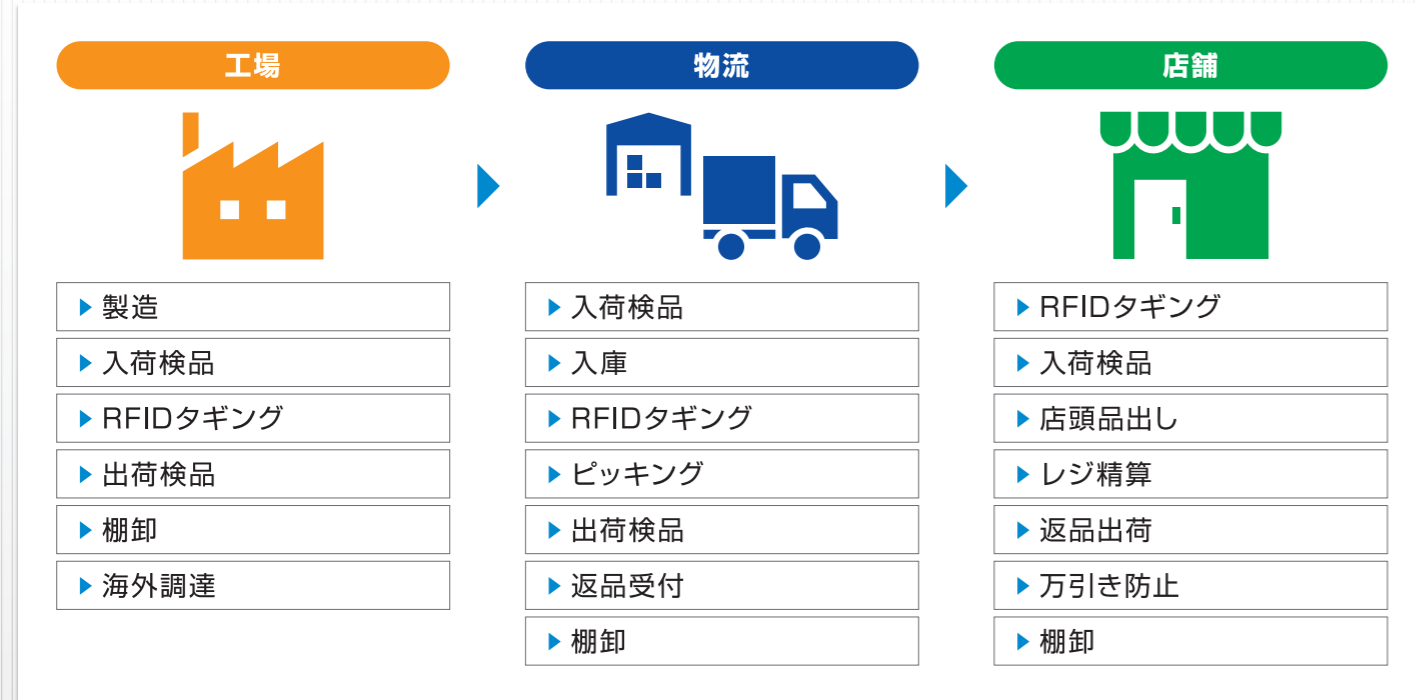 工場
製造
入荷検品
RFIDタギング
出荷検品
棚卸
海外調達
物流
入荷検品
入庫
RFIDタギング
ピッキング
出荷検品
返品受付
棚卸
店舗
RFIDタギング
入荷検品
店頭品出し
レジ精算
返品出荷
万引き防止
棚卸